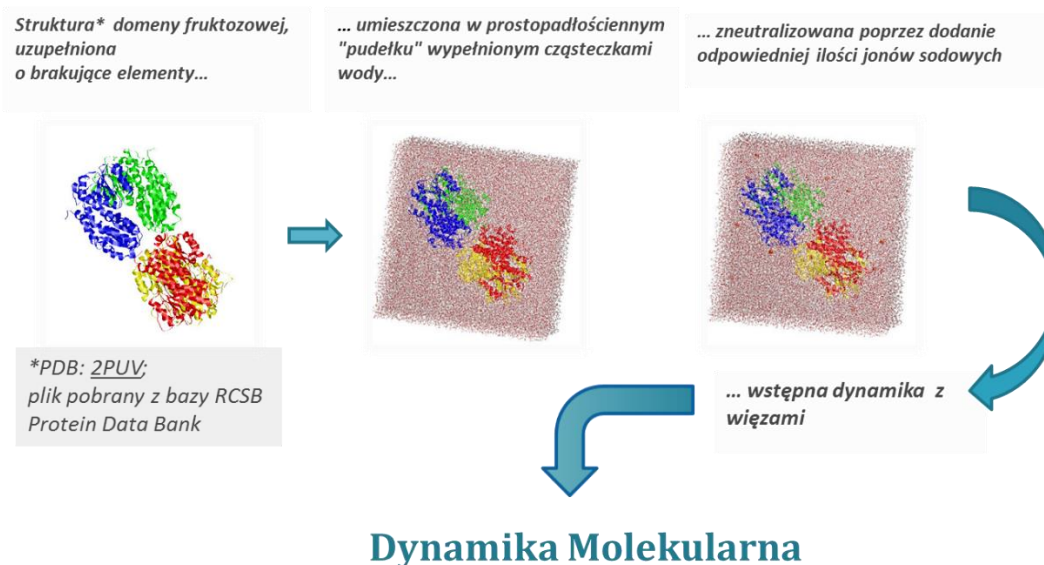 Struktura* domeny fruktozowej,
uzupełniona
o brakujące elementy...
... umieszczona w prostopadłościennym
"pudełku" wypełnionym cząsteczkami
wody...
... zneutralizowana poprzez dodanie
odpowiedniej ilości jonów sodowych
*PDB: 2PUV;
plik pobrany z bazy RCSB
Protein Data Bank
... wstępna dynamika z
więzami
Dynamika Molekularna